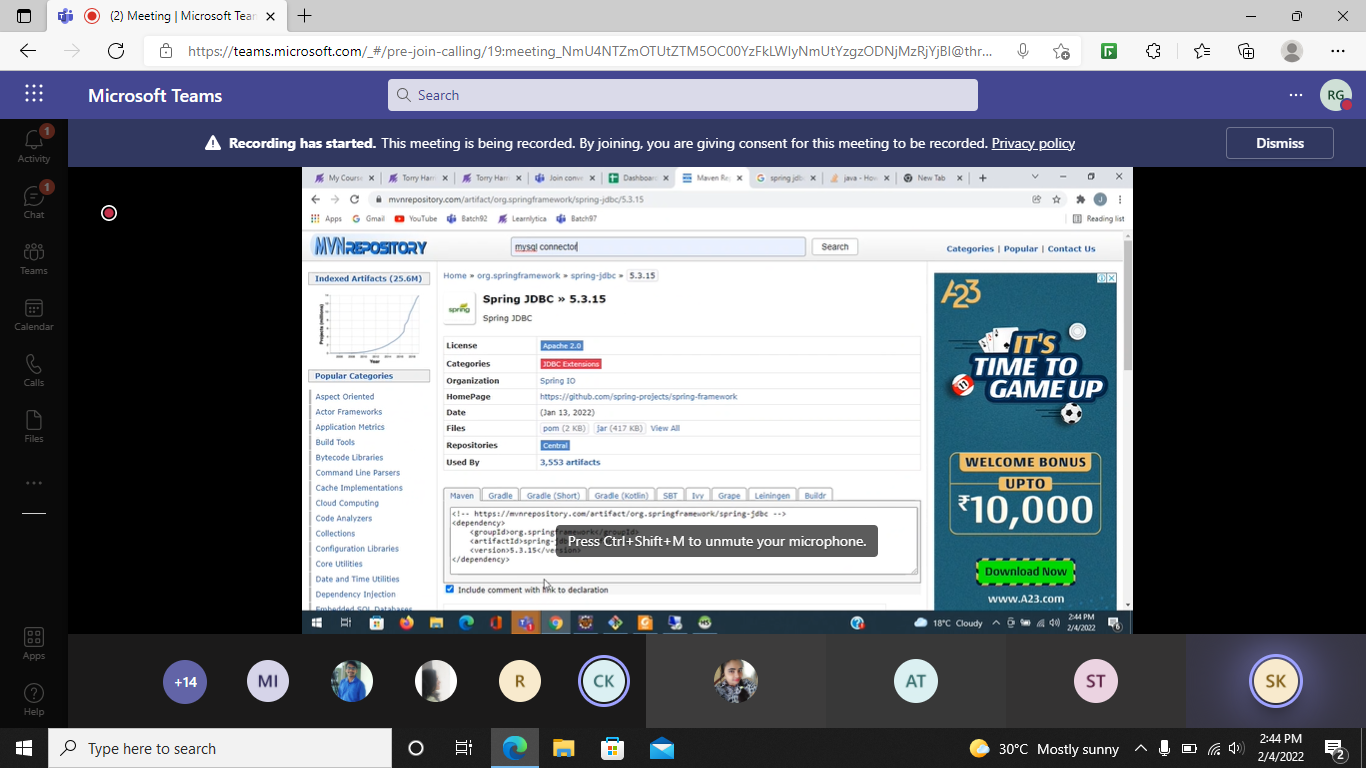 (2) Meeting | Microsoft Tear
https://teams.microsoft.com/_#/pre-join-calling/19:meeting_NmU4NTZmOTUtZTM5OC00YzFkLWIyNmUtYzgzODNjMzRjYjBl@thr...
Microsoft Teams
Search
RG
Recording has started. This meeting is being recorded. By joining, you are giving consent for this meeting to be recorded. Privacy policy
Dismiss
1
Activity
1
Chat
Teams
Calendar
Calls
Files
Apps
Help
My Course
Torry Harr
Torry Harr
Join conve
Dashboard
Maven Re
spring jdb
java - How
New Tab
mvnrepository.com/artifact/org.springframework/spring-jdbc/5.3.15
J
Apps
Gmail
YouTube
Batch92
Learnlytica
Batch97
Reading list
MVNREPOSITORY
mysql connector
Search
Categories | Popular | Contact Us
Indexed Artifacts (25.6M)
Projects (millions)
Year
Popular Categories
Aspect Oriented
Actor Frameworks
Application Metrics
Build Tools
Bytecode Libraries
Command Line Parsers
Cache Implementations
Cloud Computing
Code Analyzers
Collections
Configuration Libraries
Core Utilities
Date and Time Utilities
Dependency Injection
Embedded SQL Databases
Home » org.springframework » spring-jdbc » 5.3.15
spring
Spring JDBC » 5.3.15
Spring JDBC
License Apache 2.0
Categories JDBC Extensions
Organization Spring IO
HomePage https://github.com/spring-projects/spring-framework
Date (Jan 13, 2022)
Files pom (2 KB) jar (417 KB) View All
Repositories Central
Used By 3,553 artifacts
Maven Gradle Gradle (Short) Gradle (Kotlin) SBT Ivy Grape Leiningen Buildr
<!-- https://mvnrepository.com/artifact/org.springframework/spring-jdbc -->
<dependency>
<groupId>org.springframework</groupId>
<artifactId>spring-jdb
<version>5.3.15</version>
</dependency>
Press Ctrl+Shift+M to unmute your microphone.
Include comment with link to declaration
A23
IT'S
TIME TO
GAME UP
WELCOME BONUS
UPTO
₹10,000
Download Now
www.A23.com
18°C Cloudy
2:44 PM
2/4/2022
6
+14
MI
R
CK
AT
ST
SK
Type here to search
30°C Mostly sunny
2:44 PM
2/4/2022
2